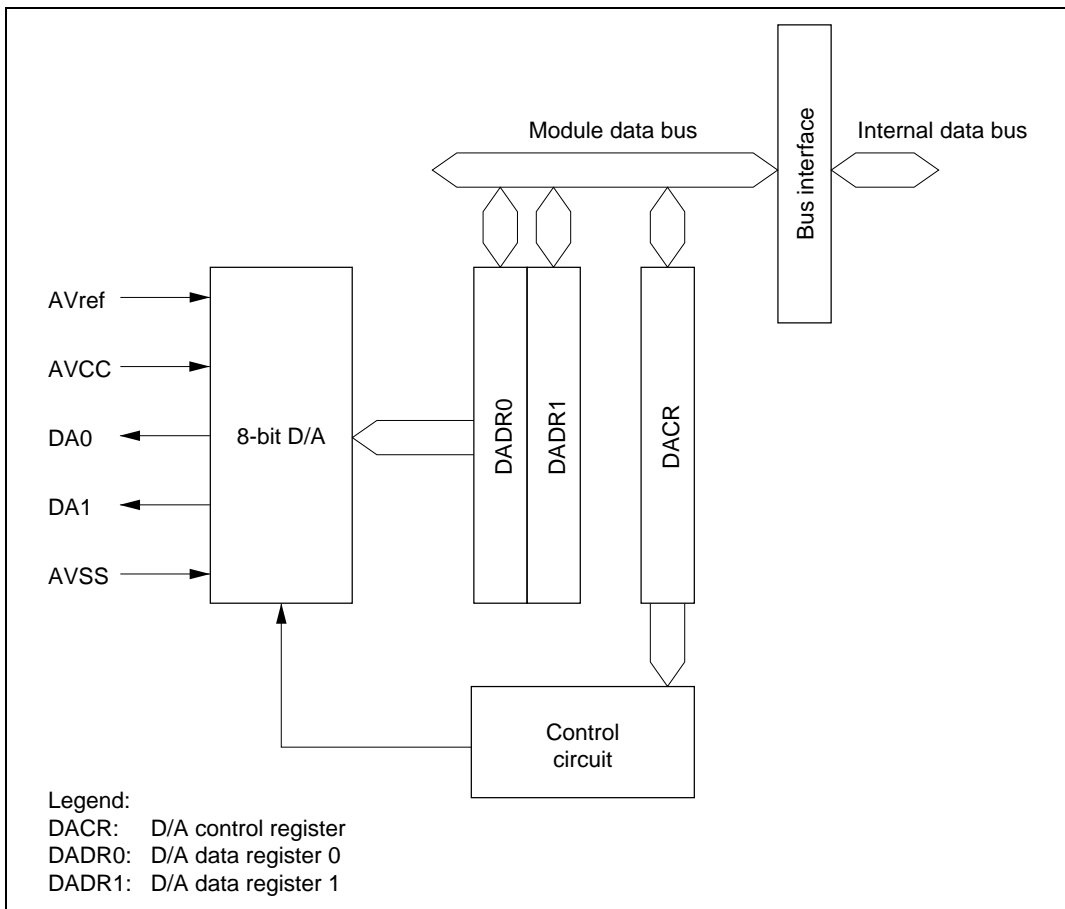 Module data bus
Internal data bus
Bus interface
AVref
AVCC
DA0
DA1
AVSS
8-bit D/A
DADR0
DADR1
DACR
Control
circuit
Legend:
DACR: D/A control register
DADR0: D/A data register 0
DADR1: D/A data register 1